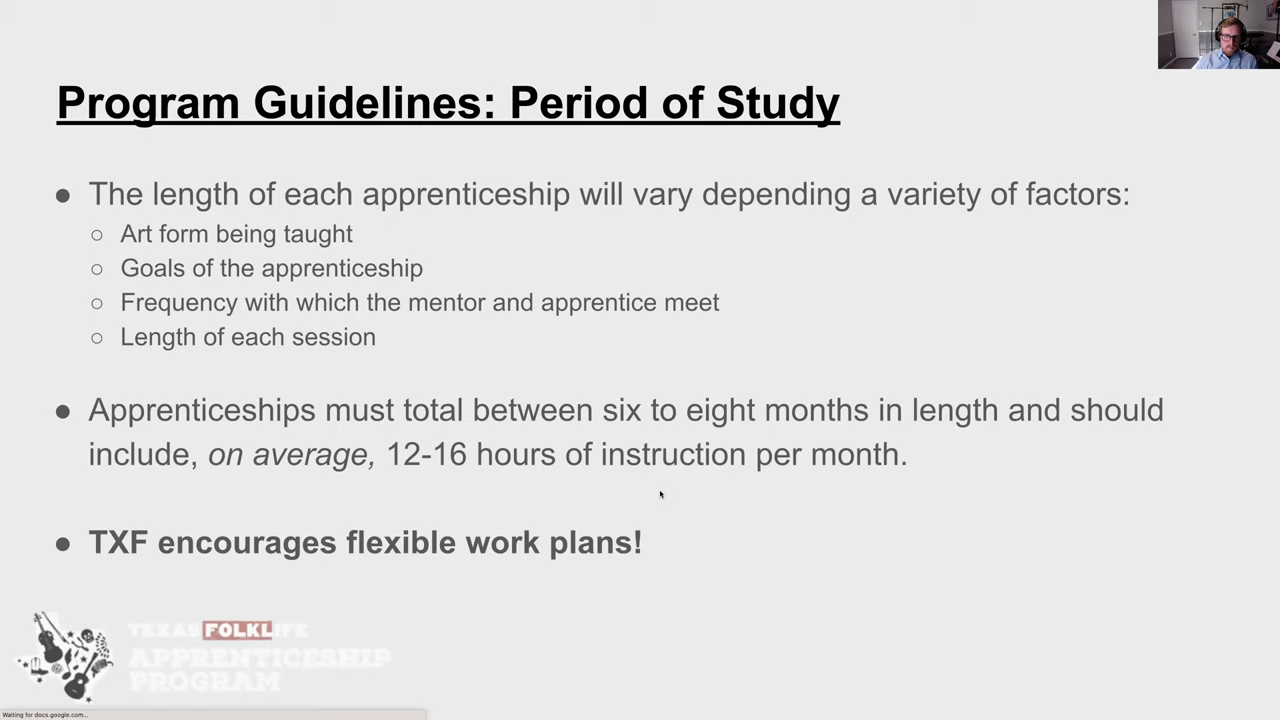 Program Guidelines: Period of Study
● The length of each apprenticeship will vary depending a variety of factors:
○ Art form being taught
○ Goals of the apprenticeship
○ Frequency with which the mentor and apprentice meet
○ Length of each session
● Apprenticeships must total between six to eight months in length and should
include, on average, 12-16 hours of instruction per month.
● TXF encourages flexible work plans!
TEXAS FOLKLIFE
APPRENTICESHIP
PROGRAM
Waiting for docs.google.com...